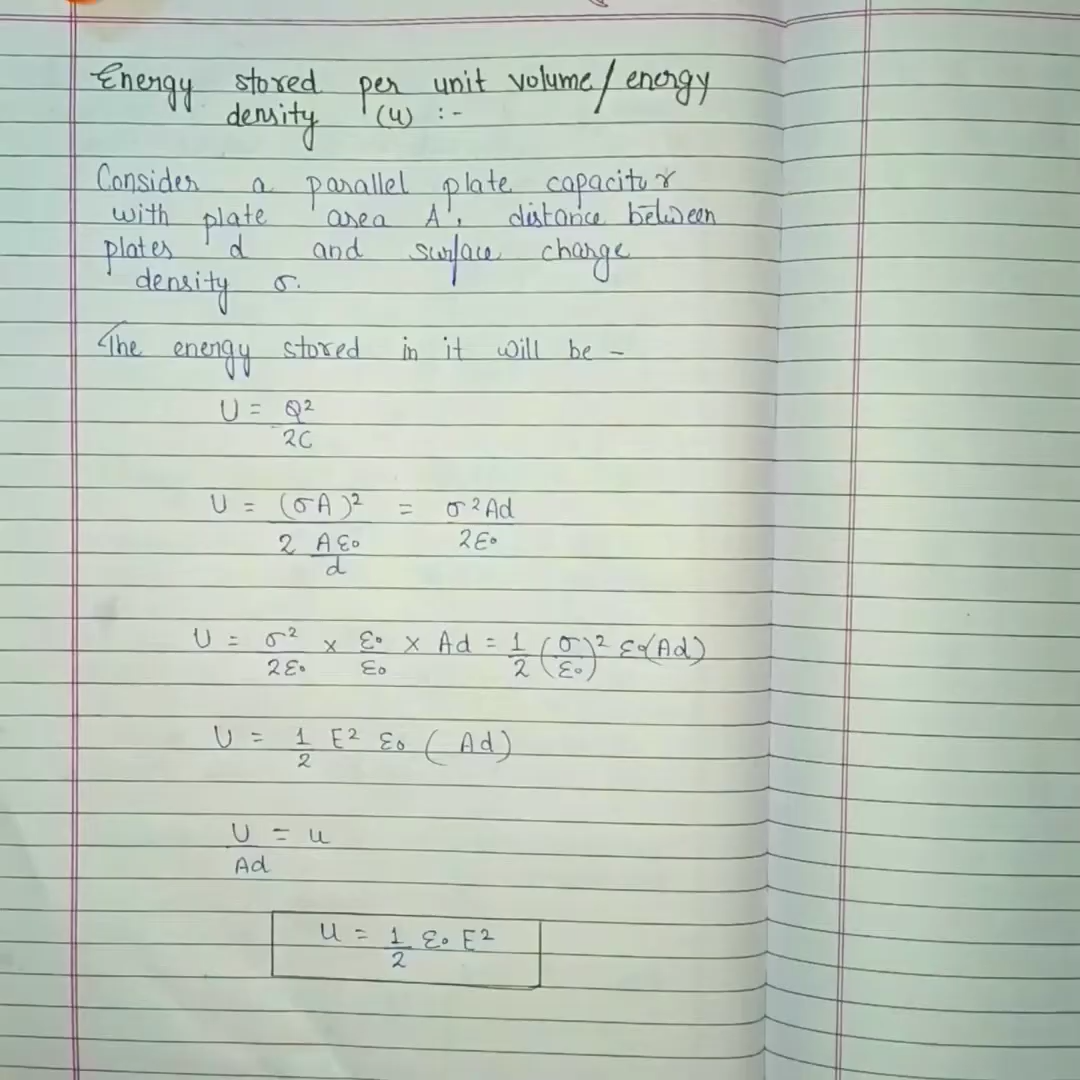 Energy stored per unit volume/energy
density (u) :-
Consider a parallel plate capacitor
with plate area A, distance between
plates d and surface charge
density σ.
The energy stored in it will be -
U = Q²/2C
U = (σA)²/(2 Aε₀/d) = σ²Ad/2ε₀
U = σ²/2ε₀ × ε₀/ε₀ × Ad = 1/2 (σ/ε₀)² ε₀(Ad)
U = 1/2 E² ε₀ (Ad)
U/Ad = u
u = 1/2 ε₀ E²